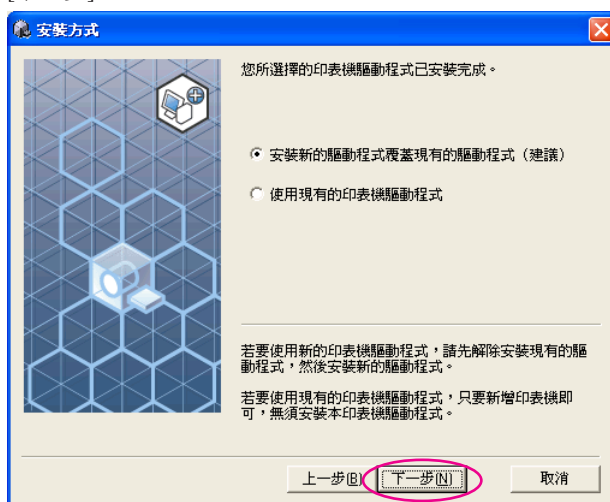 安裝方式
您所選擇的印表機驅動程式已安裝完成。
安裝新的驅動程式覆蓋現有的驅動程式（建議）
使用現有的印表機驅動程式
若要使用新的印表機驅動程式，請先解除安裝現有的驅
動程式，然後安裝新的驅動程式。
若要使用現有的印表機驅動程式，只要新增印表機即
可，無須安裝本印表機驅動程式。
上一步(B) 下一步(N) 取消